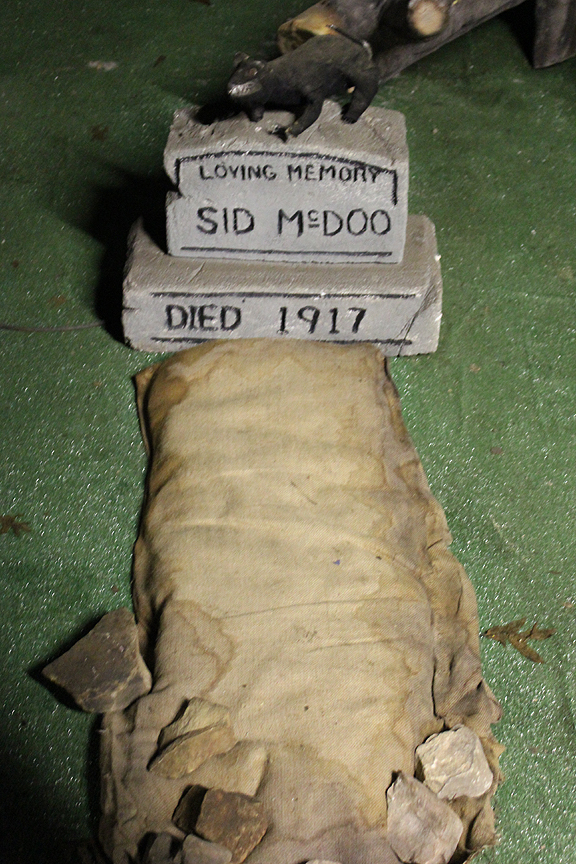 LOVING MEMORY
SID McDOO
DIED 1917